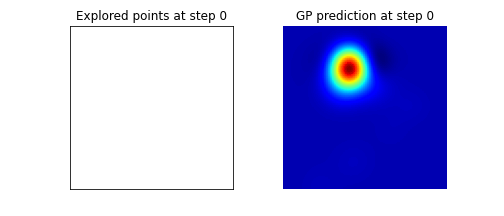 Explored points at step 0
GP prediction at step 0